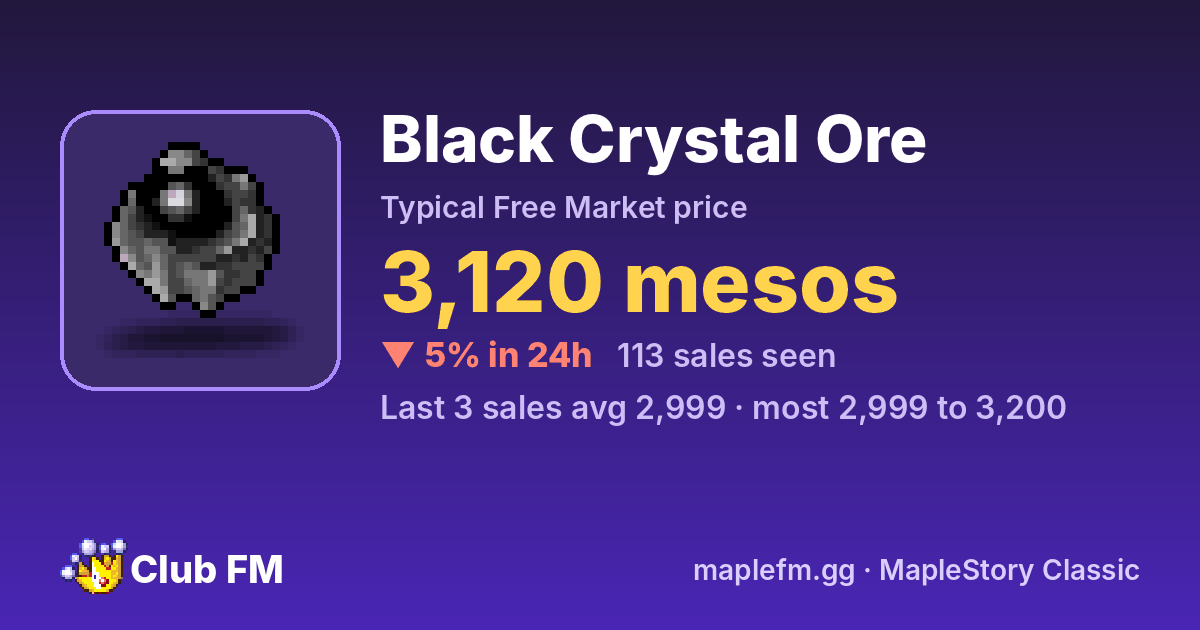 Black Crystal Ore
Typical Free Market price
3,120 mesos
▼ 5% in 24h 113 sales seen
Last 3 sales avg 2,999 · most 2,999 to 3,200
Club FM
maplefm.gg · MapleStory Classic